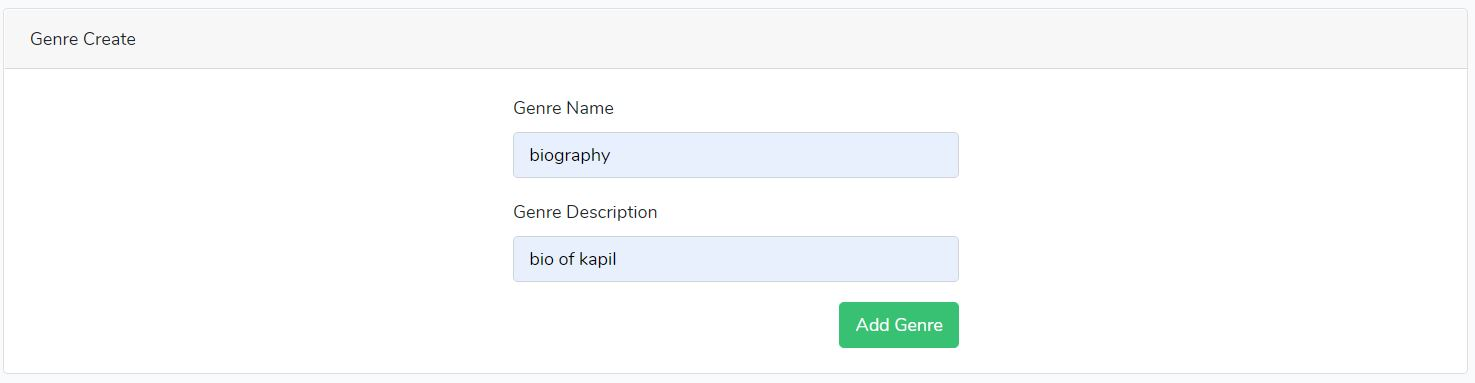 Genre Create
Genre Name
biography
Genre Description
bio of kapil
Add Genre